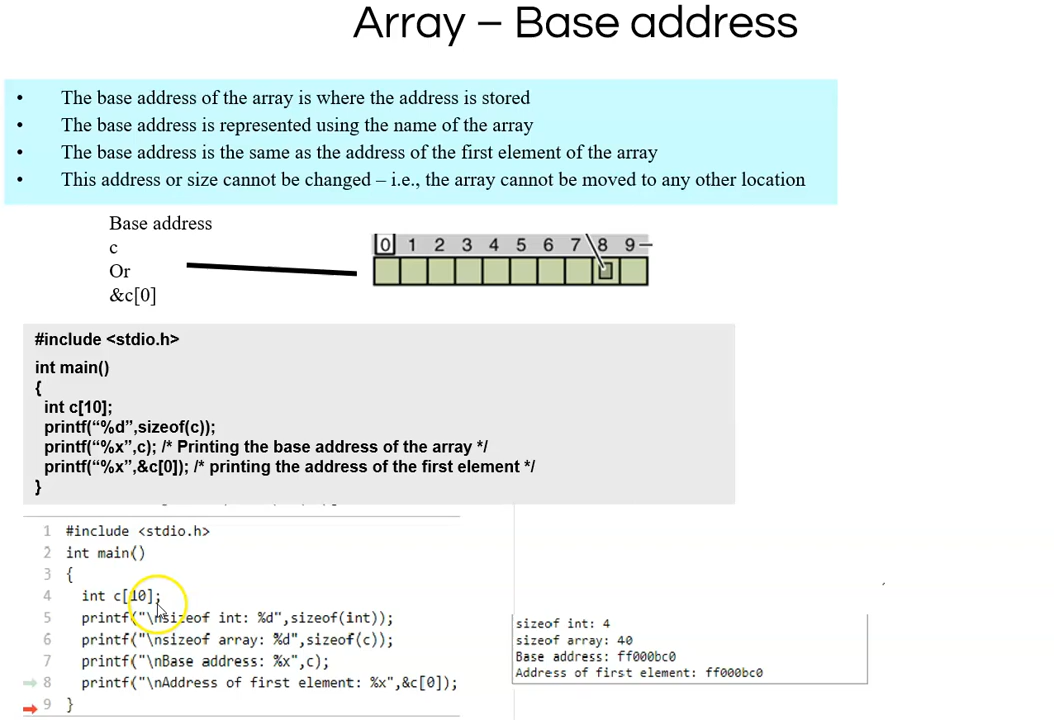 Array – Base address
• The base address of the array is where the address is stored
• The base address is represented using the name of the array
• The base address is the same as the address of the first element of the array
• This address or size cannot be changed – i.e., the array cannot be moved to any other location
Base address
c
Or
&c[0]
0 1 2 3 4 5 6 7 8 9
#include <stdio.h>
int main()
{
int c[10];
printf(“%d”,sizeof(c));
printf(“%x”,c); /* Printing the base address of the array */
printf(“%x”,&c[0]); /* printing the address of the first element */
}
1 #include <stdio.h>
2 int main()
3 {
4 int c[10];
5 printf("\nsizeof int: %d",sizeof(int));
6 printf("\nsizeof array: %d",sizeof(c));
7 printf("\nBase address: %x",c);
8 printf("\nAddress of first element: %x",&c[0]);
9 }
sizeof int: 4
sizeof array: 40
Base address: ff000bc0
Address of first element: ff000bc0